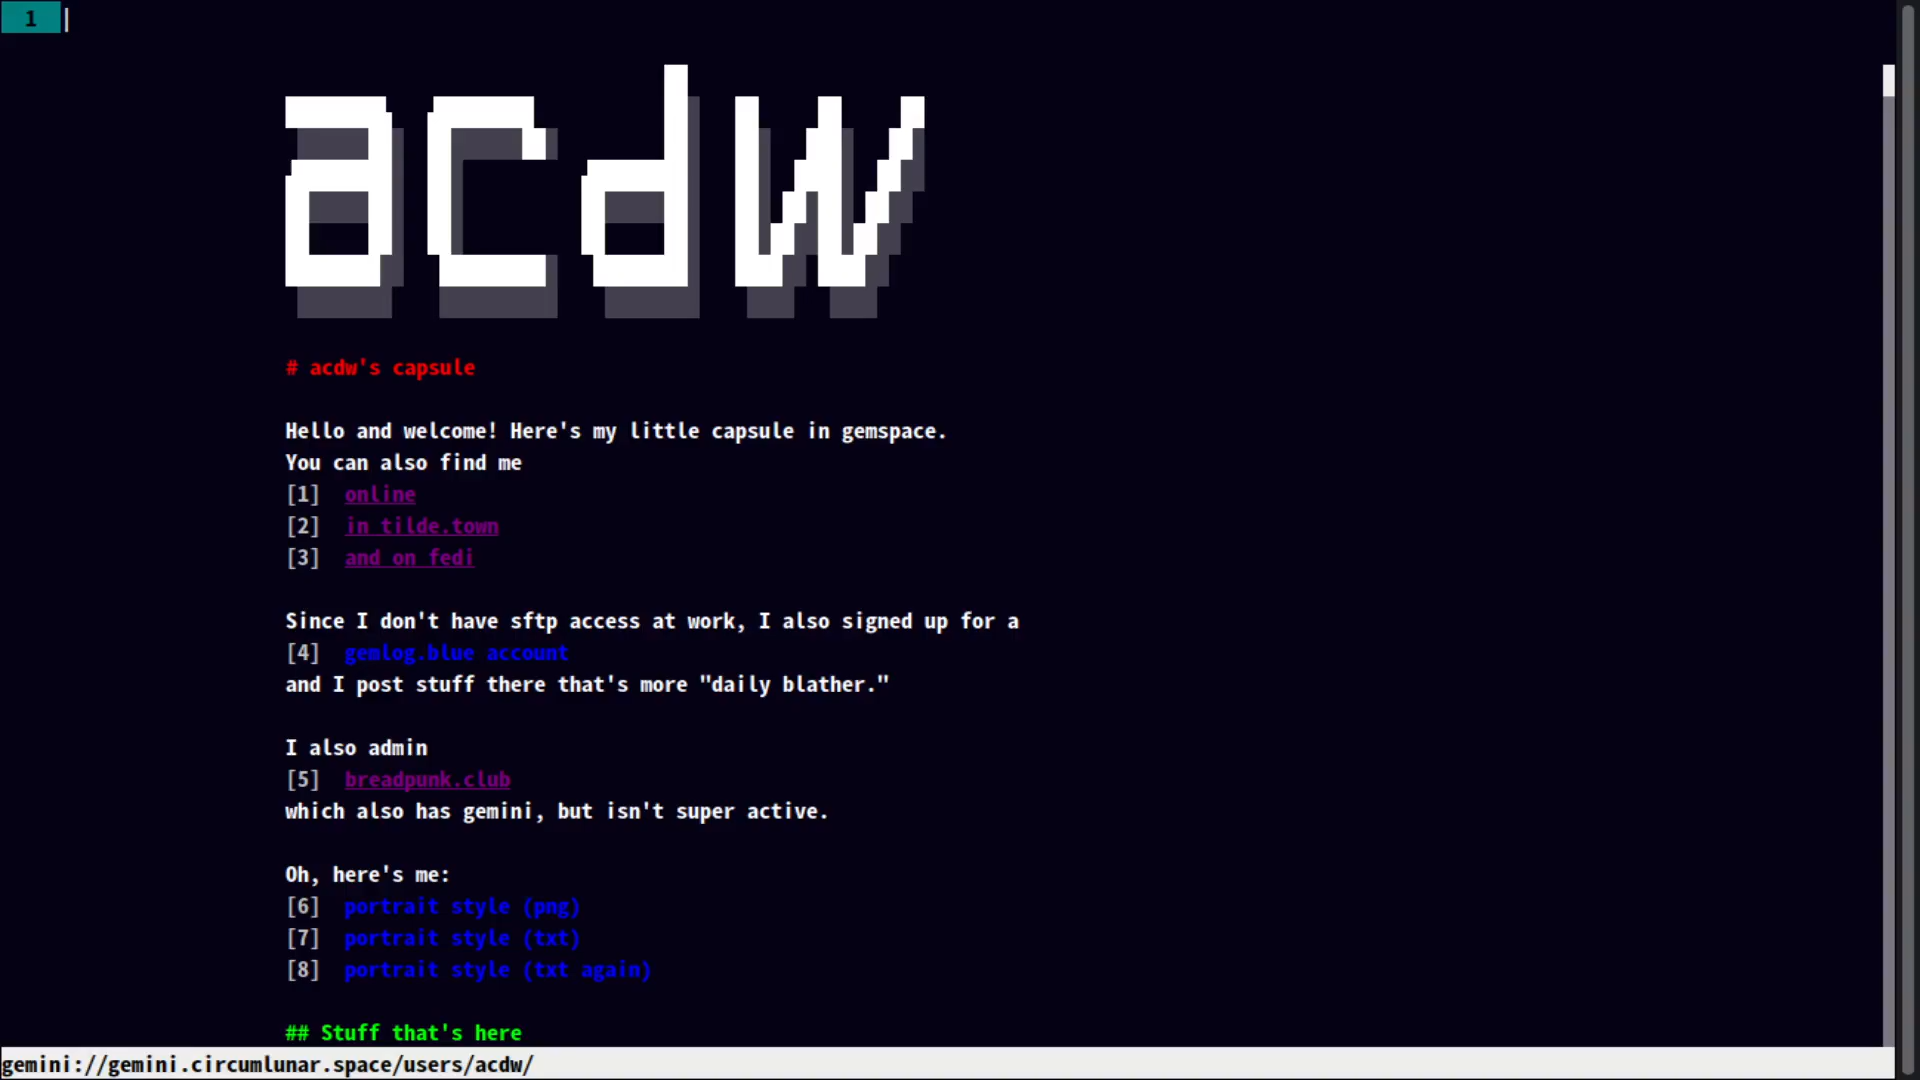 1
acdw
# acdw's capsule
Hello and welcome! Here's my little capsule in gemspace.
You can also find me
[1] online
[2] in tilde.town
[3] and on fedi
Since I don't have sftp access at work, I also signed up for a
[4] gemlog.blue account
and I post stuff there that's more "daily blather."
I also admin
[5] breadpunk.club
which also has gemini, but isn't super active.
Oh, here's me:
[6] portrait style (png)
[7] portrait style (txt)
[8] portrait style (txt again)
## Stuff that's here
gemini://gemini.circumlunar.space/users/acdw/